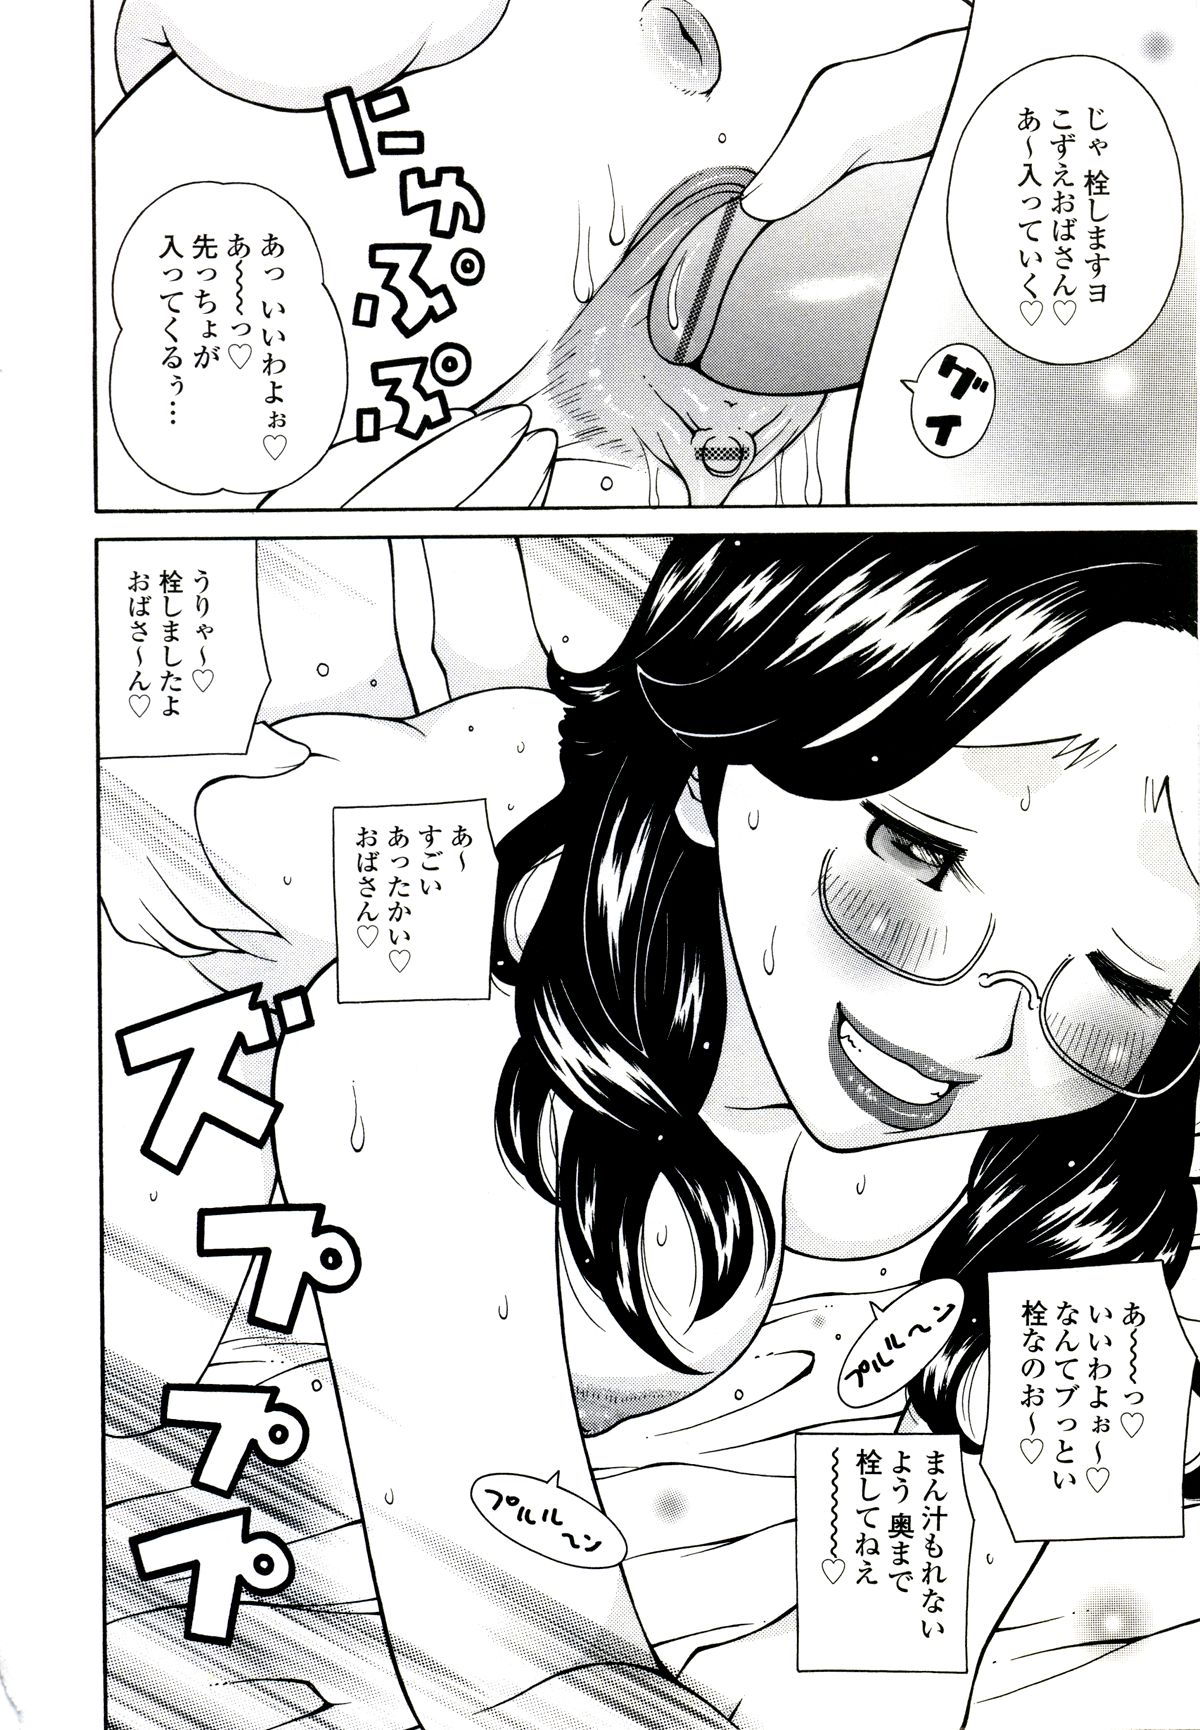 じゃ 栓しますヨ
こずえおばさん♡
あ～入っていく♡
グイ
にゅぷぷ
あっ いいわよぉ♡
あ～～～っ♡
先っちょが
入ってくるぅ…
うりゃ～♡
栓しましたよ
おばさ～ん♡
あ～
すごい
あったかい♡
おばさん♡
ズププププ
あ～～～っ♡
いいわよぉ～♡
なんてブっとい
栓なのお～♡
プルル～ン
まん汁もれない
よう 奥まで
栓してねえ
～～～～♡
プルル～ン